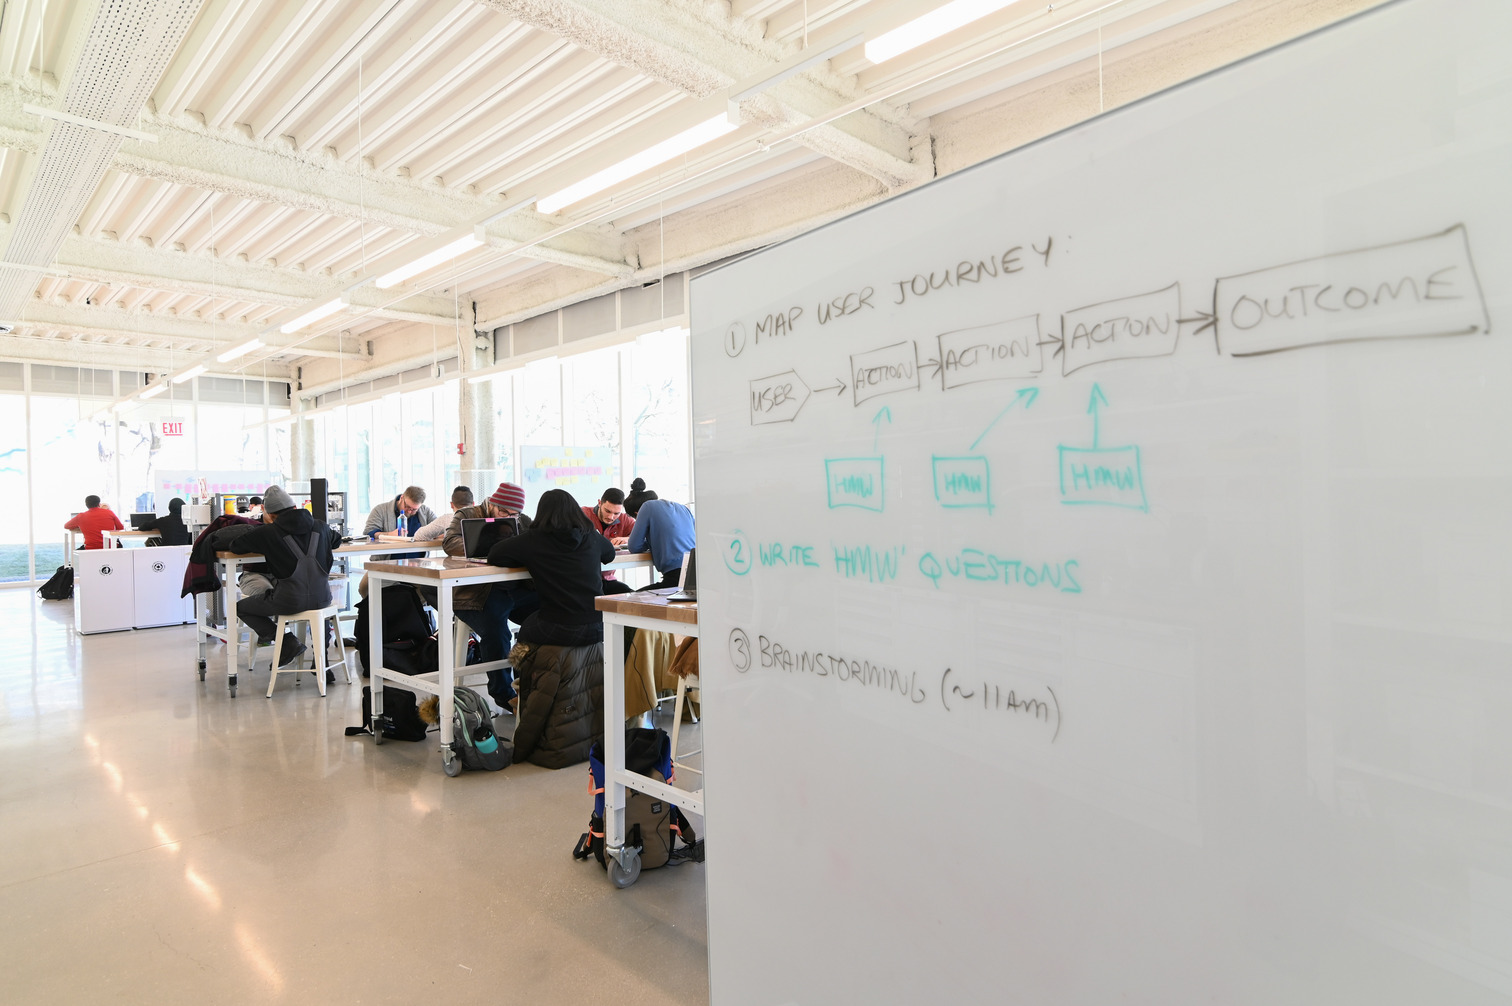 EXIT
① MAP USER JOURNEY:
USER → ACTION → ACTION → ACTION → OUTCOME
HMW HMW HMW
② WRITE HMW' QUESTIONS
③ BRAINSTORMING (~11AM)